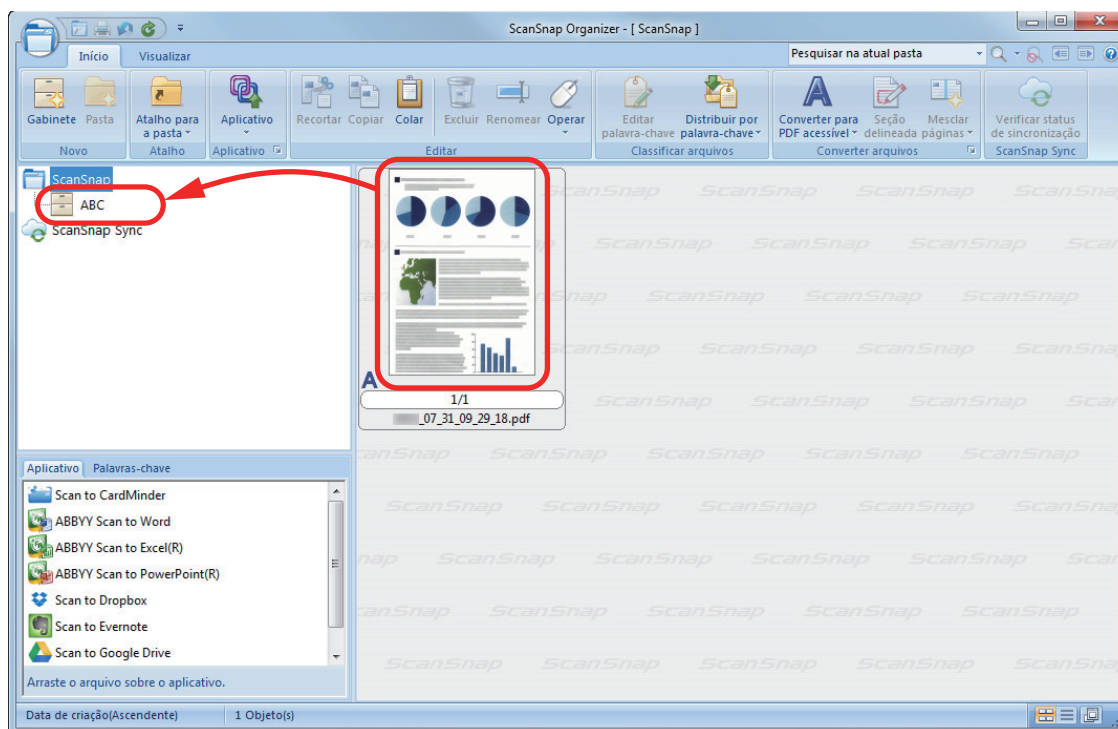 ScanSnap Organizer - [ ScanSnap ]
Início Visualizar
Pesquisar na atual pasta
Gabinete Pasta
Novo
Atalho para a pasta
Atalho
Aplicativo
Aplicativo
Recortar Copiar Colar Excluir Renomear Operar
Editar
Editar palavra-chave
Distribuir por palavra-chave
Classificar arquivos
Converter para PDF acessível
Seção delineada
Mesclar páginas
Converter arquivos
Verificar status de sincronização
ScanSnap Sync
ScanSnap
ABC
ScanSnap Sync
A
1/1
_07_31_09_29_18.pdf
Aplicativo Palavras-chave
Scan to CardMinder
ABBYY Scan to Word
ABBYY Scan to Excel(R)
ABBYY Scan to PowerPoint(R)
Scan to Dropbox
Scan to Evernote
Scan to Google Drive
Arraste o arquivo sobre o aplicativo.
Data de criação(Ascendente) 1 Objeto(s)